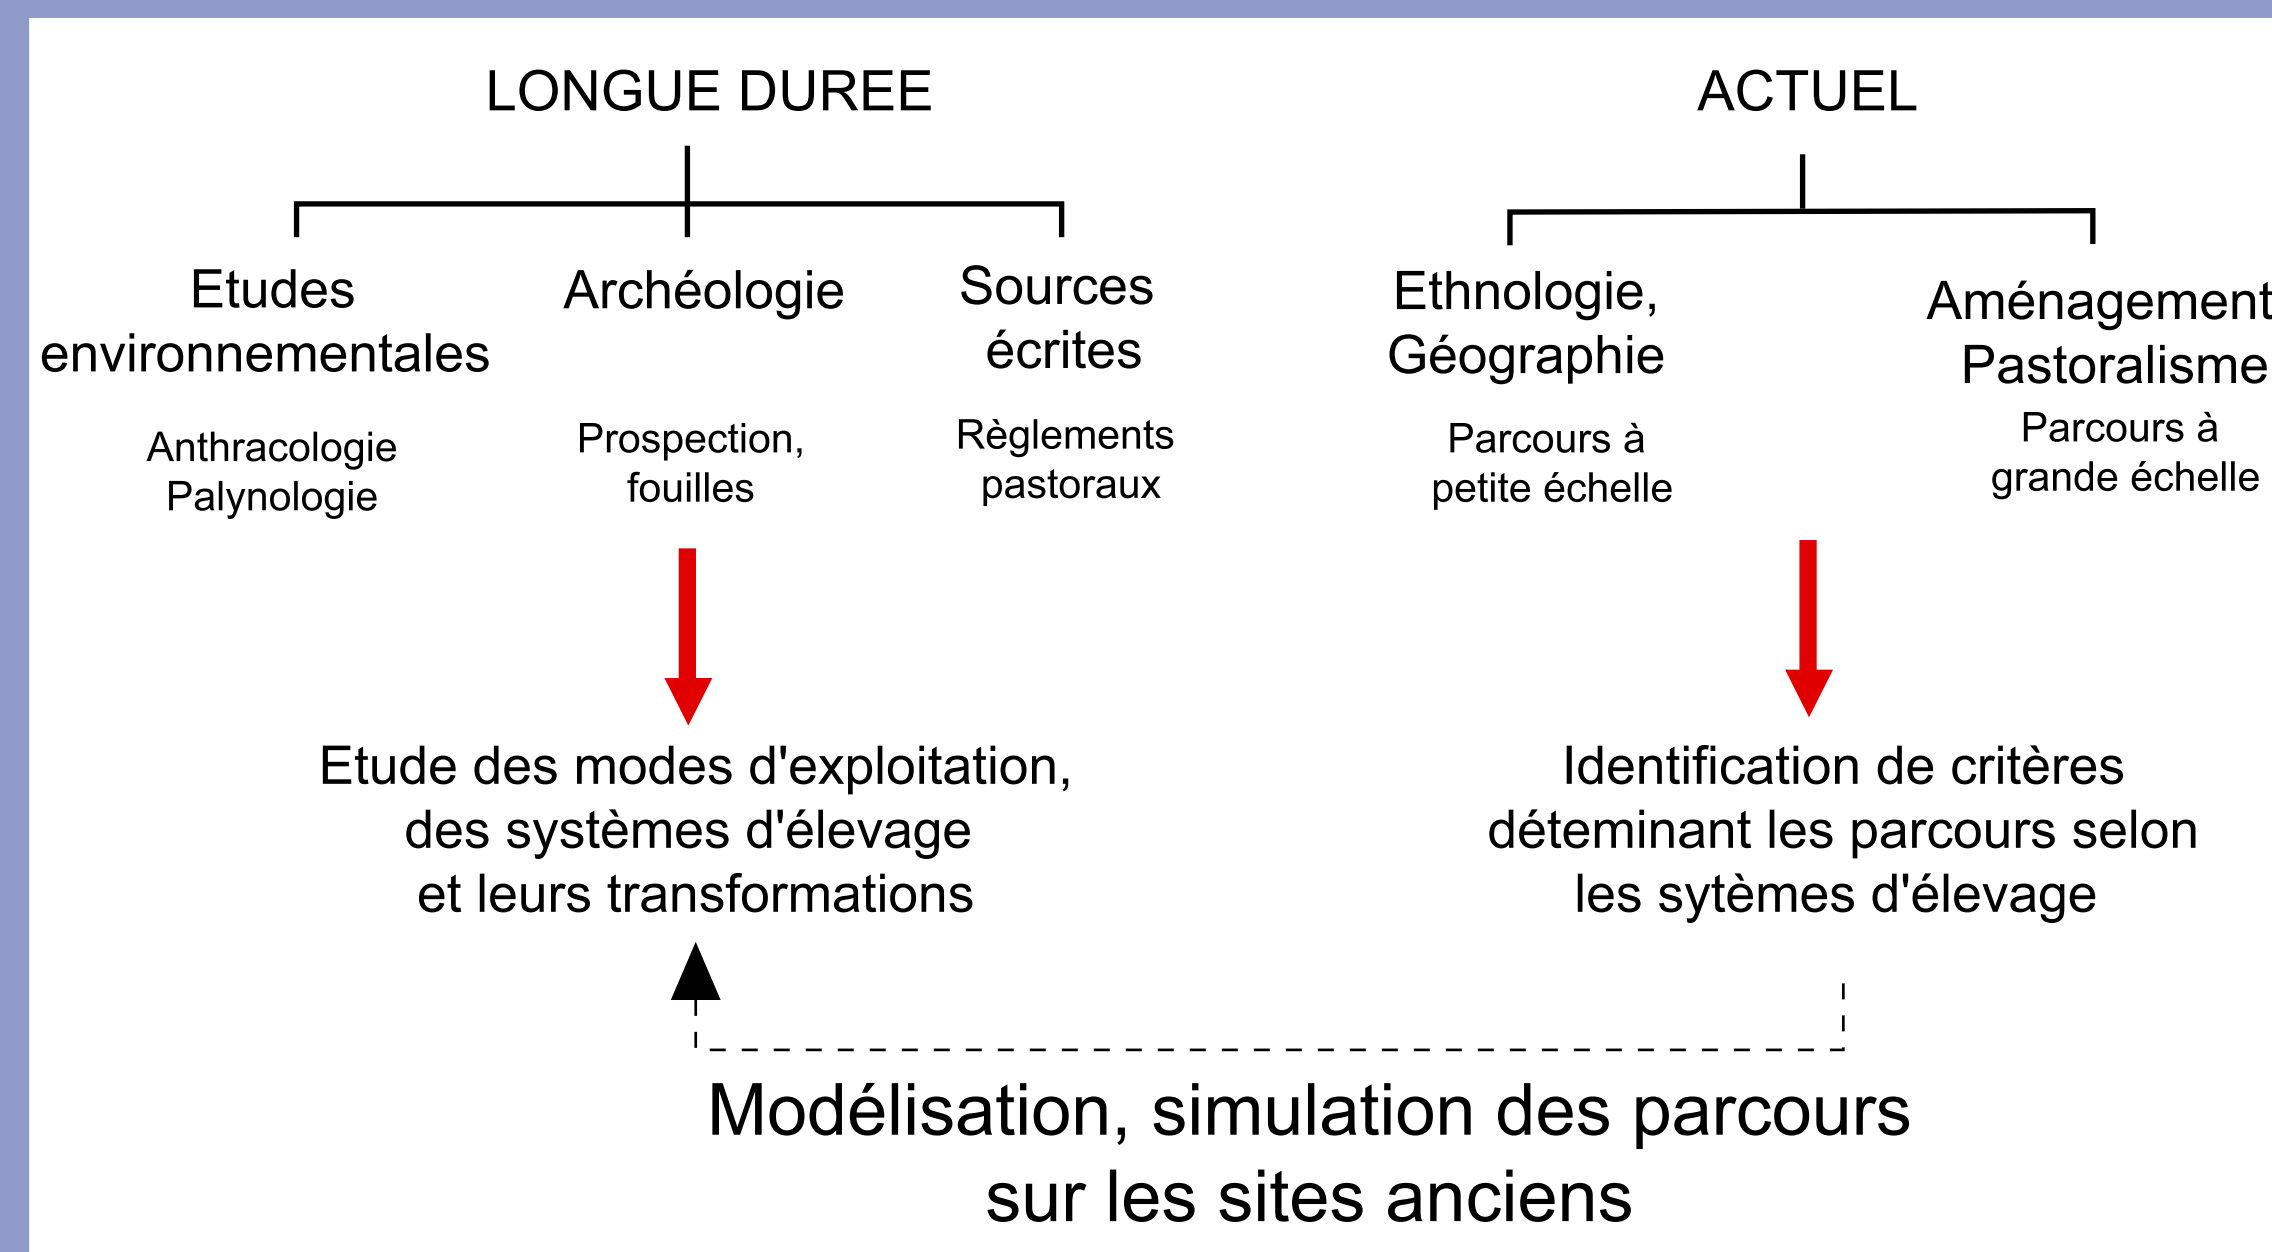 LONGUE DUREE
Etudes
environnementales
Anthracologie
Palynologie
Archéologie
Prospection,
fouilles
Sources
écrites
Règlements
pastoraux
Etude des modes d'exploitation,
des systèmes d'élevage
et leurs transformations
ACTUEL
Ethnologie,
Géographie
Parcours à
petite échelle
Aménagement
Pastoralisme
Parcours à
grande échelle
Identification de critères
déteminant les parcours selon
les sytèmes d'élevage
Modélisation, simulation des parcours
sur les sites anciens